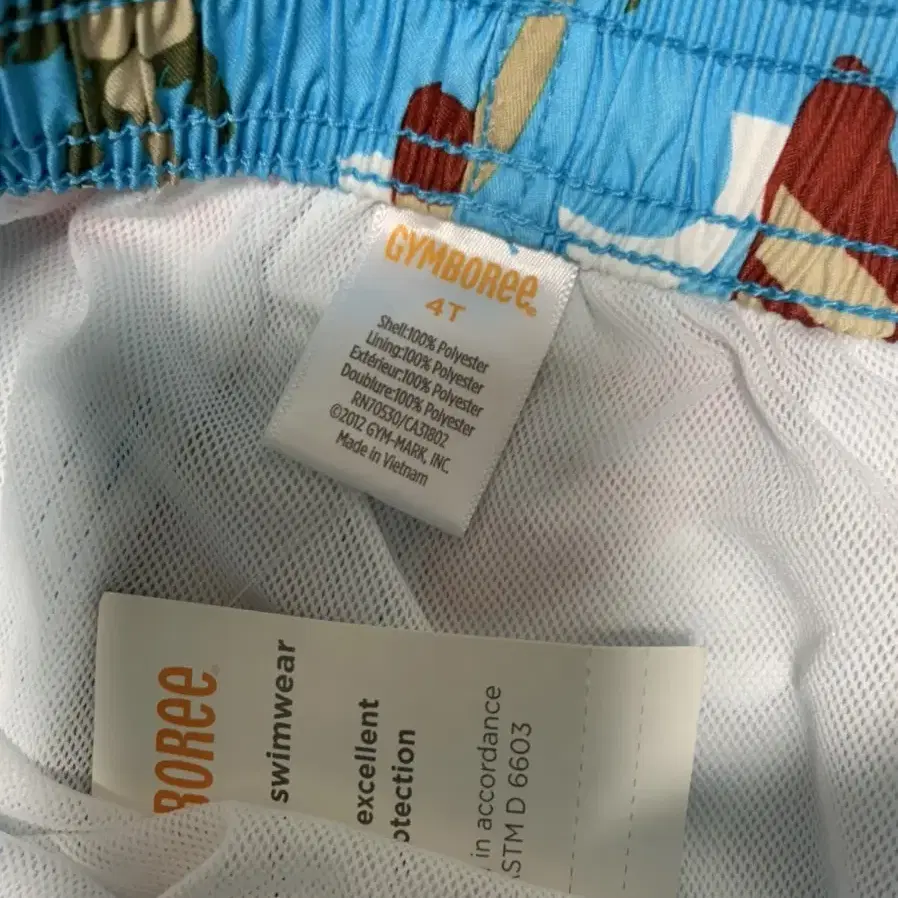 GYMBOREE®
4T
Shell:100% Polyester
Lining:100% Polyester
Extérieur:100% Polyester
Doublure:100% Polyester
RN70530/CA31802
©2012 GYM-MARK, INC.
Made in Vietnam
BOREE
swimwear
excellent
otection
in accordance
STM D 6603